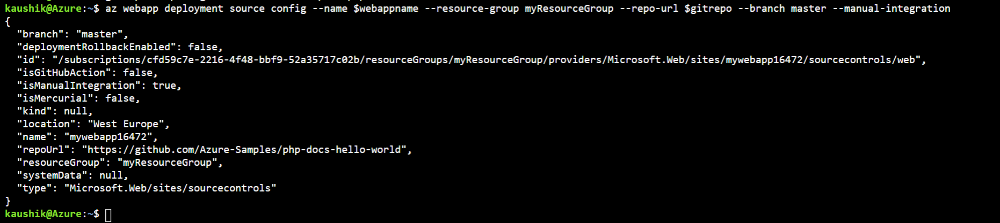 kaushik@Azure:~$ az webapp deployment source config --name $webappname --resource-group myResourceGroup --repo-url $gitrepo --branch master --manual-integration
{
  "branch": "master",
  "deploymentRollbackEnabled": false,
  "id": "/subscriptions/cfd59c7e-2216-4f48-bbf9-52a35717c02b/resourceGroups/myResourceGroup/providers/Microsoft.Web/sites/mywebapp16472/sourcecontrols/web",
  "isGitHubAction": false,
  "isManualIntegration": true,
  "isMercurial": false,
  "kind": null,
  "location": "West Europe",
  "name": "mywebapp16472",
  "repoUrl": "https://github.com/Azure-Samples/php-docs-hello-world",
  "resourceGroup": "myResourceGroup",
  "systemData": null,
  "type": "Microsoft.Web/sites/sourcecontrols"
}
kaushik@Azure:~$